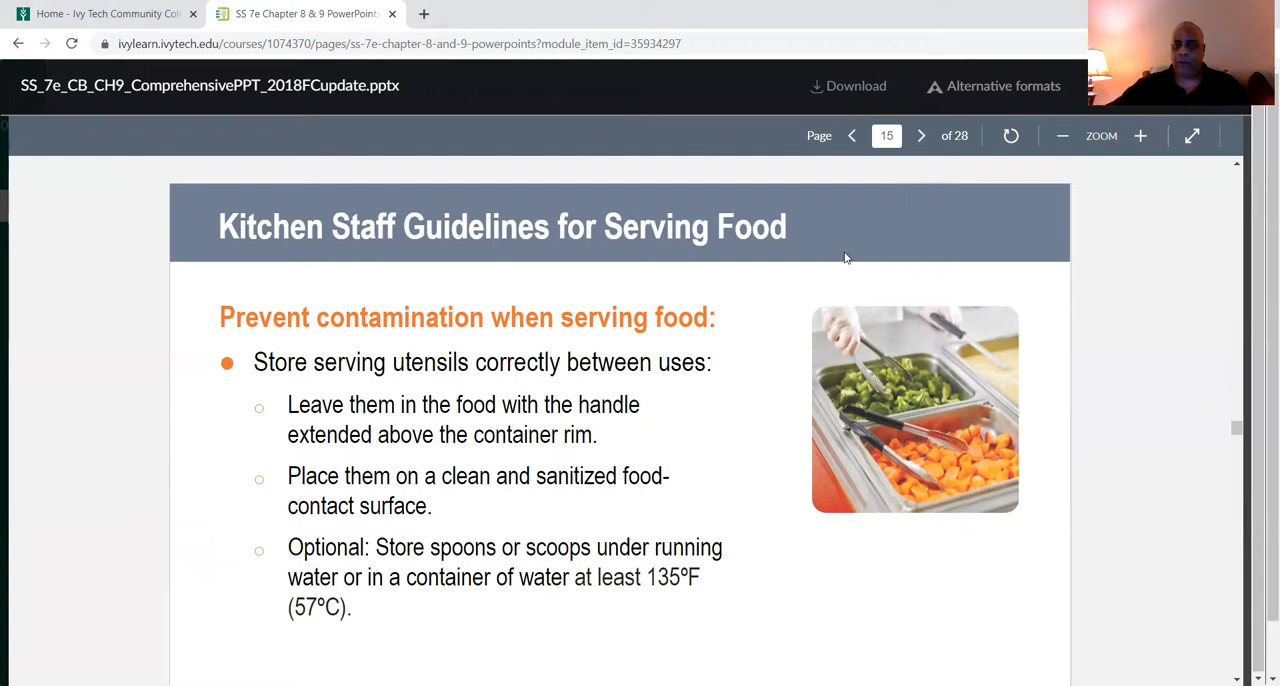 Home - Ivy Tech Community Coll
SS 7e Chapter 8 & 9 PowerPoints
ivylearn.ivytech.edu/courses/1074370/pages/ss-7e-chapter-8-and-9-powerpoints?module_item_id=35934297
SS_7e_CB_CH9_ComprehensivePPT_2018FCupdate.pptx
Download
Alternative formats
Page 15 of 28 ZOOM
Kitchen Staff Guidelines for Serving Food
Prevent contamination when serving food:
Store serving utensils correctly between uses:
Leave them in the food with the handle
extended above the container rim.
Place them on a clean and sanitized food-
contact surface.
Optional: Store spoons or scoops under running
water or in a container of water at least 135ºF
(57ºC).